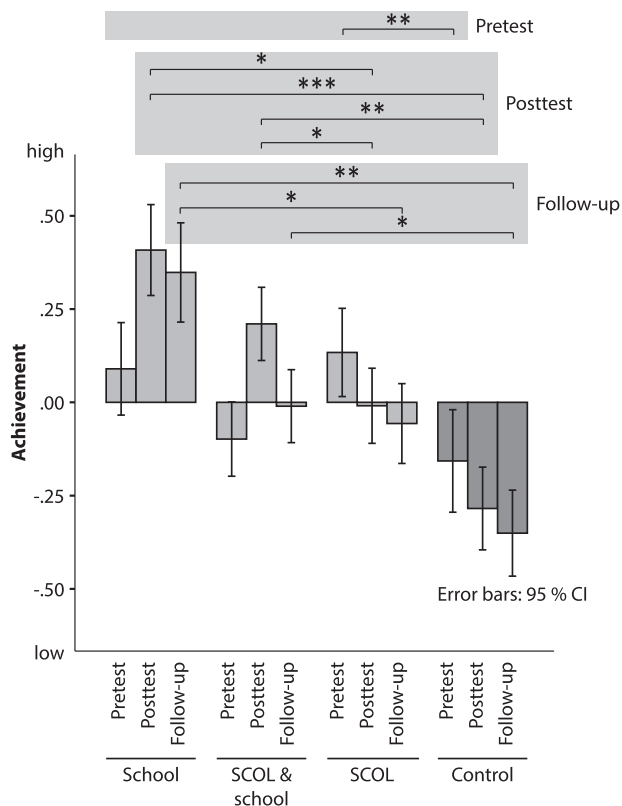 **
Pretest
*
***
**
*
Posttest
**
*
*
Follow-up
high
.50
.25
.00
-.25
-.50
low
Achievement
Error bars: 95 % CI
Pretest
Posttest
Follow-up
Pretest
Posttest
Follow-up
Pretest
Posttest
Follow-up
Pretest
Posttest
Follow-up
School
SCOL &
school
SCOL
Control